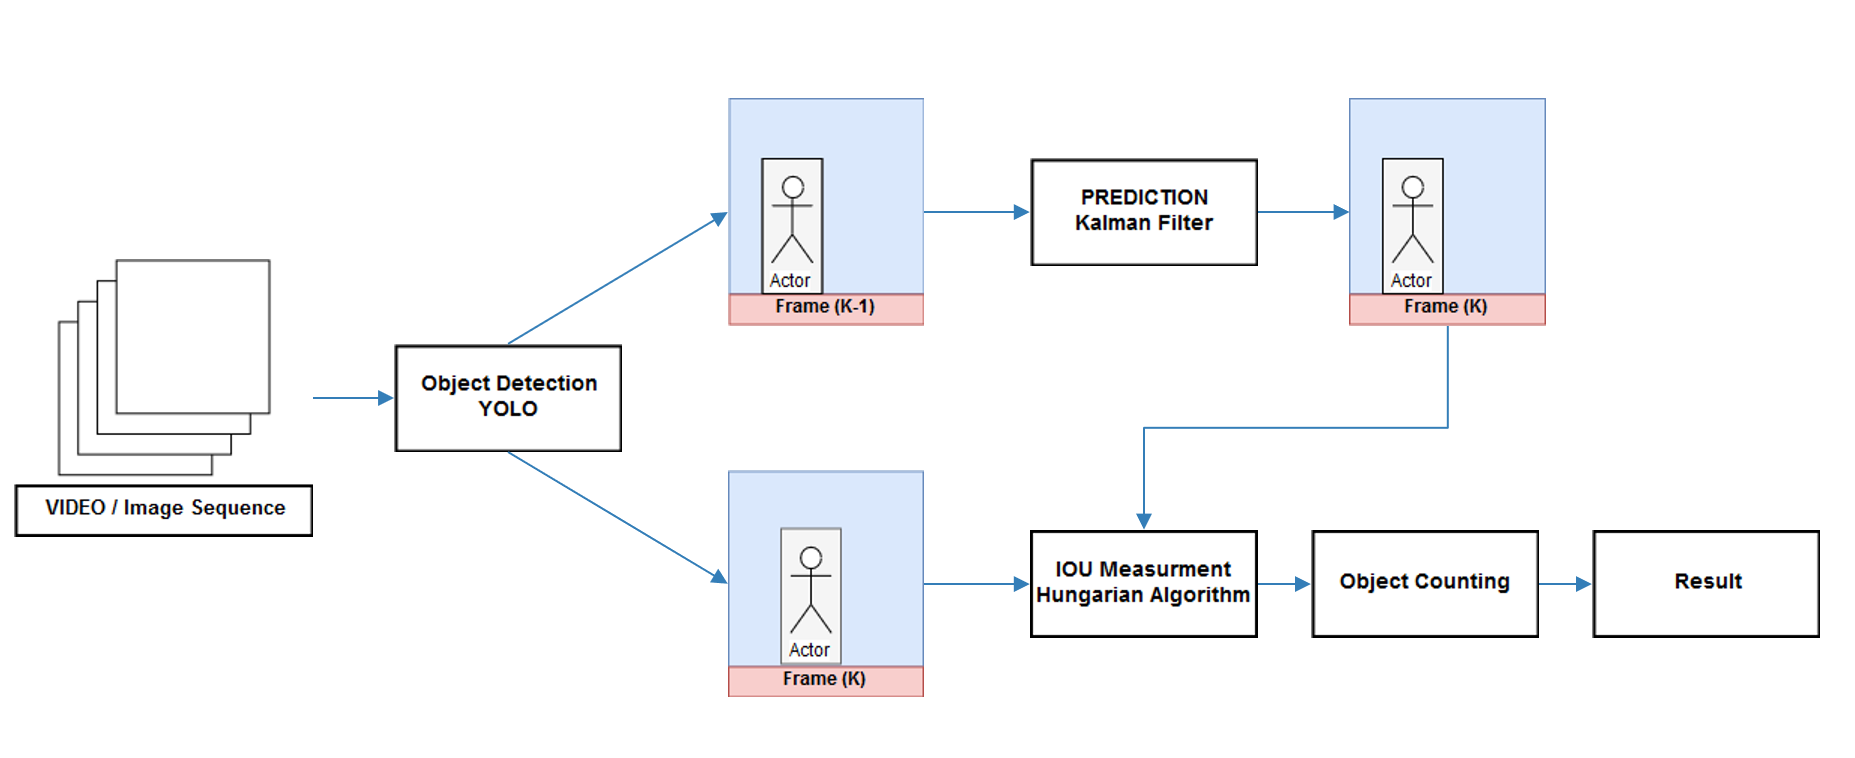 VIDEO / Image Sequence
Object Detection
YOLO
Actor
Frame (K-1)
PREDICTION
Kalman Filter
Actor
Frame (K)
Actor
Frame (K)
IOU Measurment
Hungarian Algorithm
Object Counting
Result